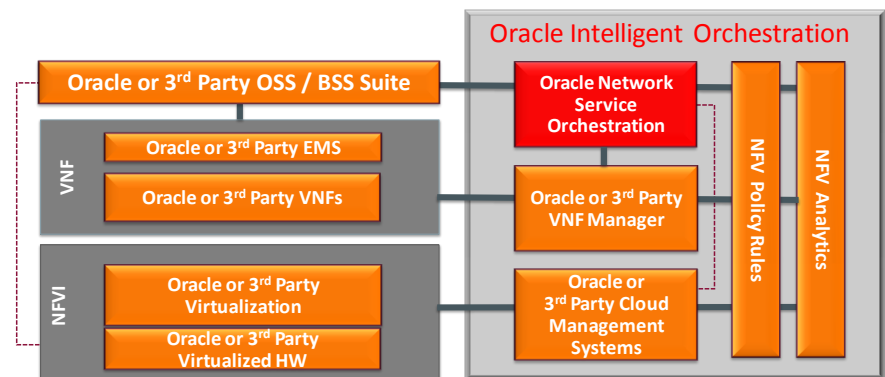 Oracle Intelligent Orchestration
Oracle or 3rd Party OSS / BSS Suite
Oracle Network
Service
Orchestration
VNF
Oracle or 3rd Party EMS
Oracle or 3rd Party VNFs
Oracle or 3rd Party
VNF Manager
NFVI
Oracle or 3rd Party
Virtualization
Oracle or 3rd Party
Virtualized HW
Oracle or
3rd Party Cloud
Management
Systems
NFV Policy Rules
NFV Analytics